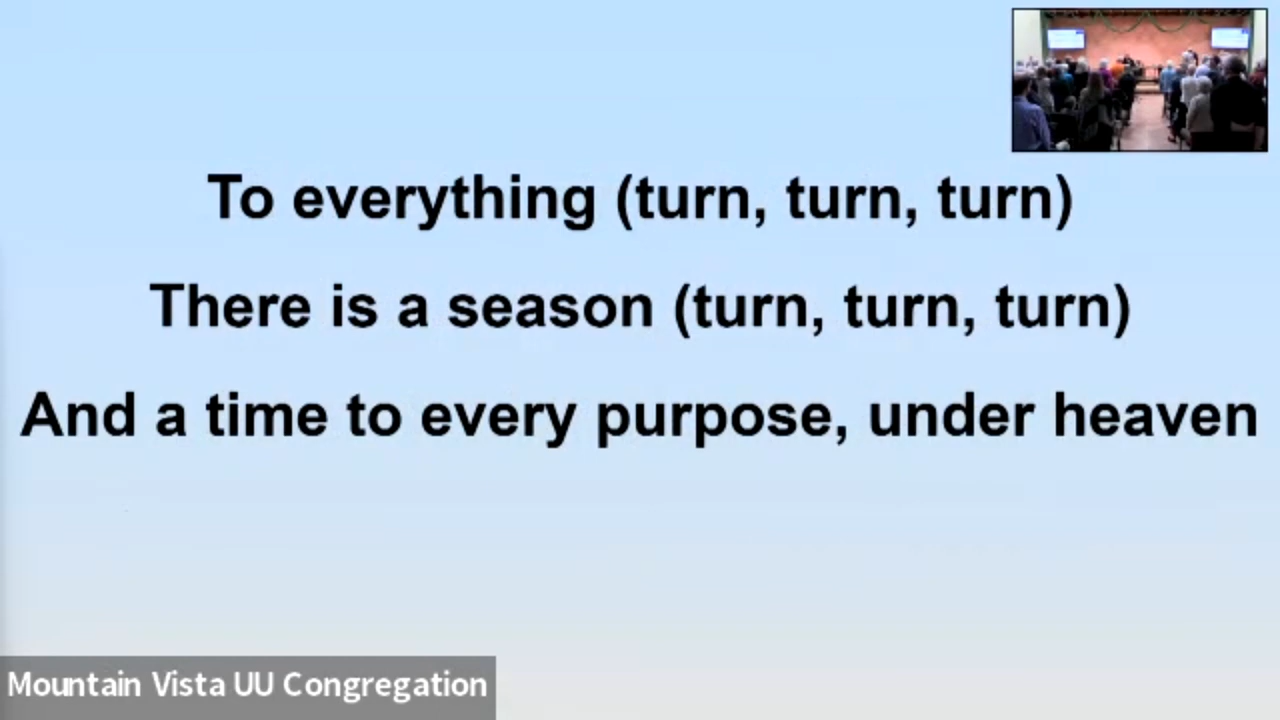 To everything (turn, turn, turn)
There is a season (turn, turn, turn)
And a time to every purpose, under heaven
Mountain Vista UU Congregation